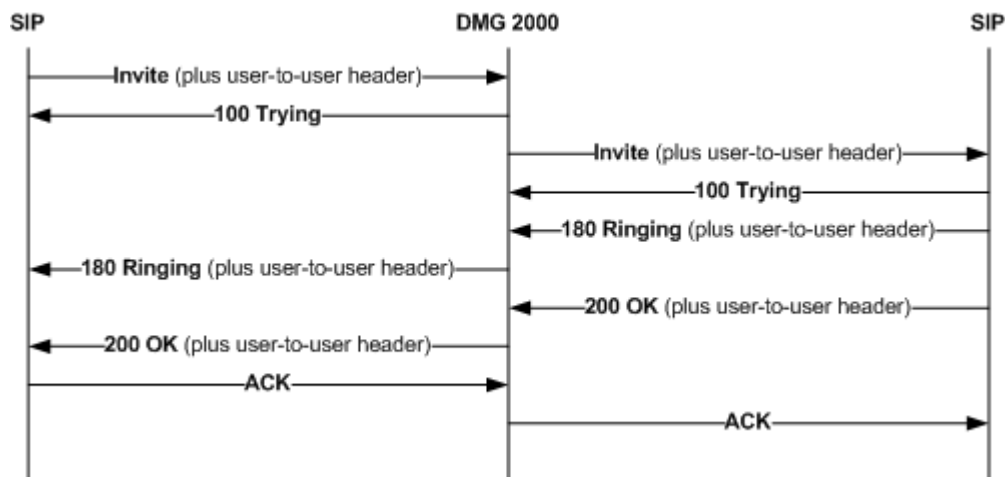 SIP DMG 2000 SIP
Invite (plus user-to-user header)
100 Trying
Invite (plus user-to-user header)
100 Trying
180 Ringing (plus user-to-user header)
180 Ringing (plus user-to-user header)
200 OK (plus user-to-user header)
200 OK (plus user-to-user header)
ACK
ACK